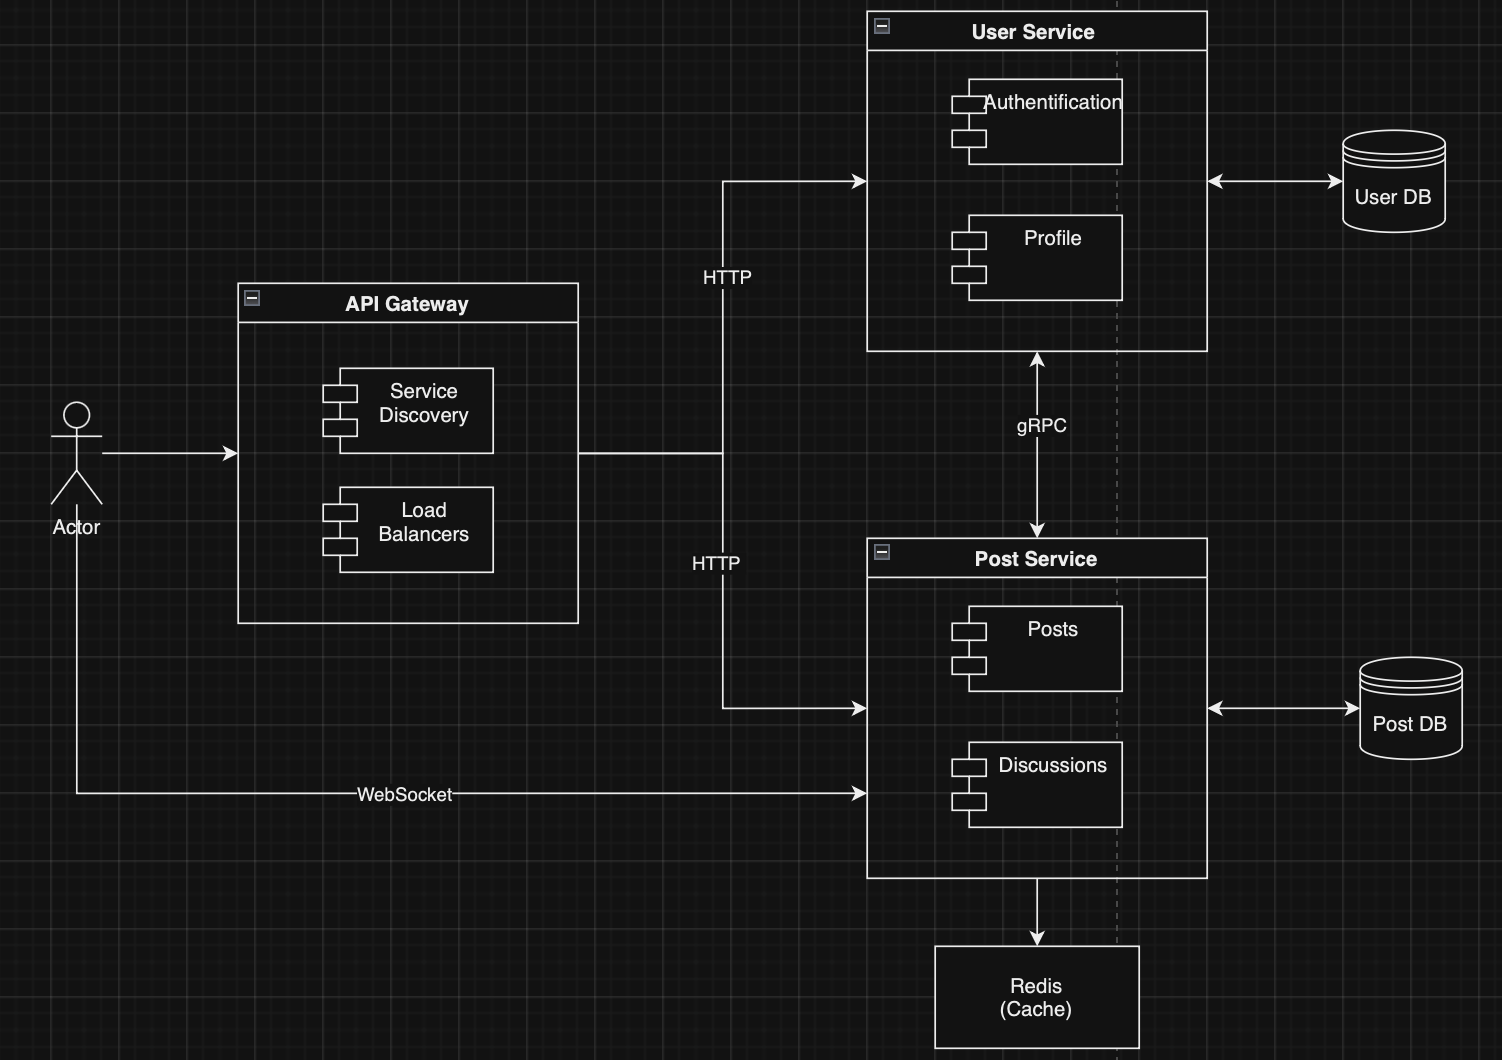 User Service
Authentification
Profile
User DB
HTTP
API Gateway
Service
Discovery
Load
Balancers
Actor
gRPC
HTTP
Post Service
Posts
Discussions
Post DB
WebSocket
Redis
(Cache)